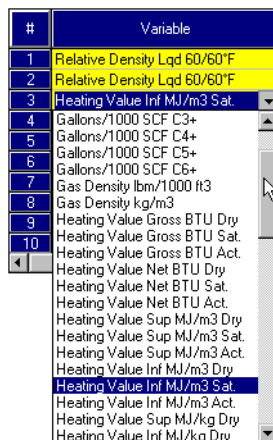 # Variable
1 Relative Density Lqd 60/60°F
2 Relative Density Lqd 60/60°F
3 Heating Value Inf MJ/m3 Sat.
4 Gallons/1000 SCF C3+
5 Gallons/1000 SCF C4+
6 Gallons/1000 SCF C5+
Gallons/1000 SCF C6+
7 Gas Density lbm/1000 ft3
8 Gas Density kg/m3
9 Heating Value Gross BTU Dry
10 Heating Value Gross BTU Sat.
Heating Value Gross BTU Act.
Heating Value Net BTU Dry
Heating Value Net BTU Sat.
Heating Value Net BTU Act.
Heating Value Sup MJ/m3 Dry
Heating Value Sup MJ/m3 Sat.
Heating Value Sup MJ/m3 Act.
Heating Value Inf MJ/m3 Dry
Heating Value Inf MJ/m3 Sat.
Heating Value Inf MJ/m3 Act.
Heating Value Sup MJ/kg Dry
Heating Value Inf MJ/kg Dry